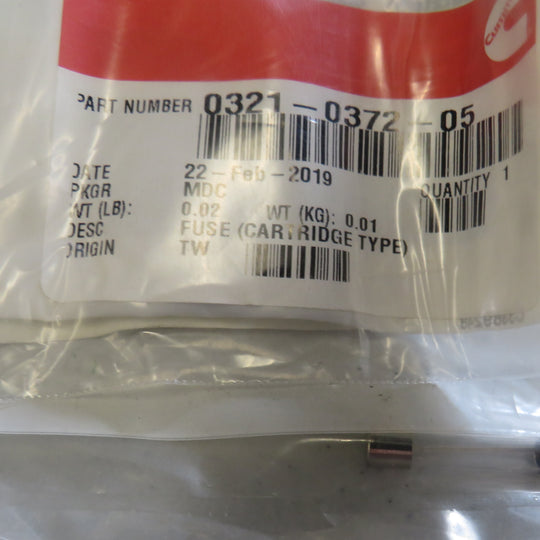 PART NUMBER 0321-0372-05
DATE 22-Feb-2019
PKGR MDC QUANTITY 1
WT (LB): 0.02 WT (KG): 0.01
DESC FUSE (CARTRIDGE TYPE)
ORIGIN TW